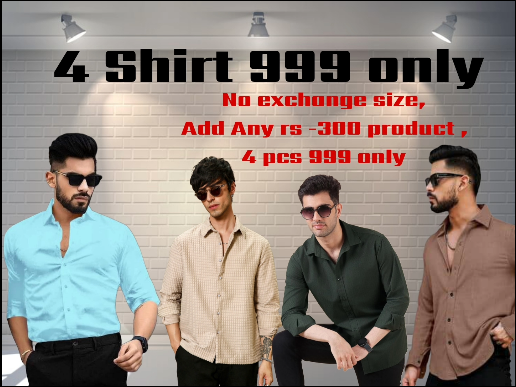 4 Shirt 999 only
No exchange size,
Add Any rs -300 product ,
4 pcs 999 only